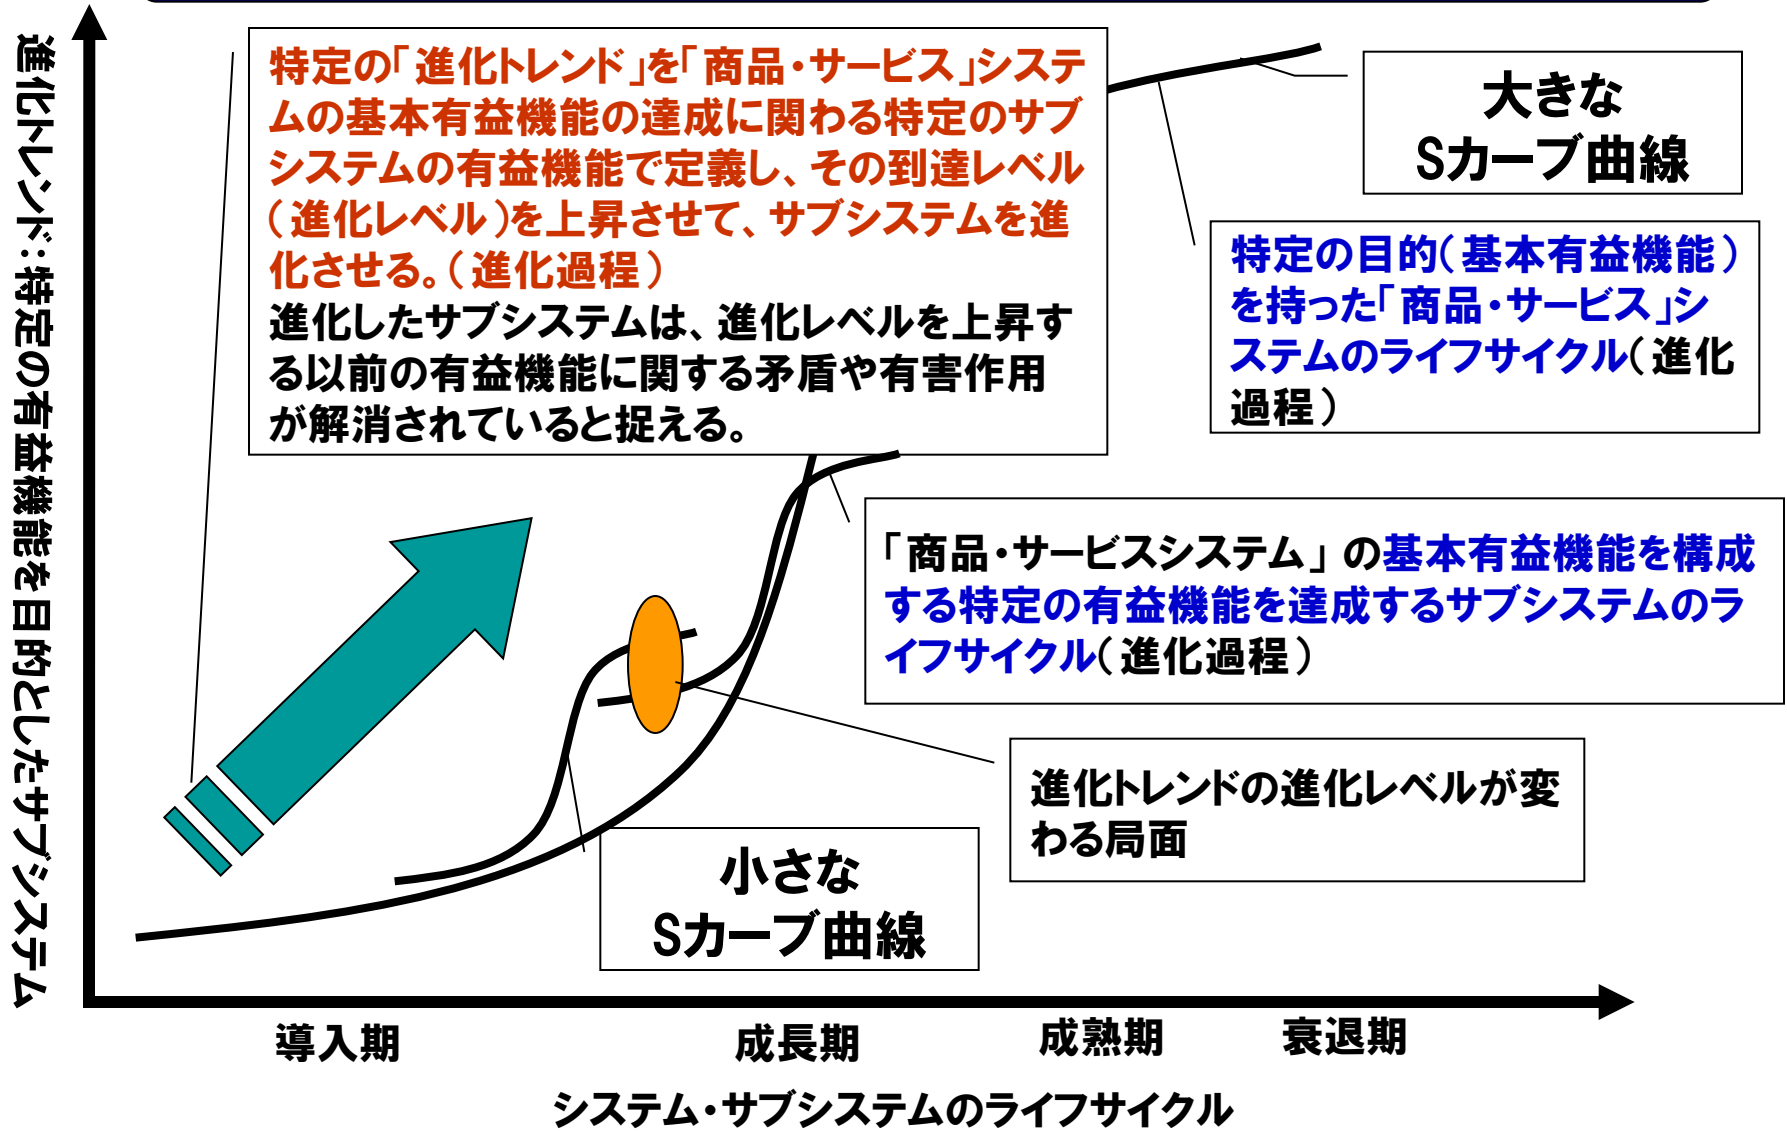 進化トレンド:特定の有益機能を目的としたサブシステム
特定の「進化トレンド」を「商品・サービス」システ
ムの基本有益機能の達成に関わる特定のサブ
システムの有益機能で定義し、その到達レベル
(進化レベル)を上昇させて、サブシステムを進
化させる。(進化過程)
進化したサブシステムは、進化レベルを上昇す
る以前の有益機能に関する矛盾や有害作用
が解消されていると捉える。
大きな
Sカーブ曲線
特定の目的(基本有益機能)
を持った「商品・サービス」シ
ステムのライフサイクル(進化
過程)
「商品・サービスシステム」の基本有益機能を構成
する特定の有益機能を達成するサブシステムのラ
イフサイクル(進化過程)
進化トレンドの進化レベルが変
わる局面
小さな
Sカーブ曲線
導入期
成長期
成熟期
衰退期
システム・サブシステムのライフサイクル